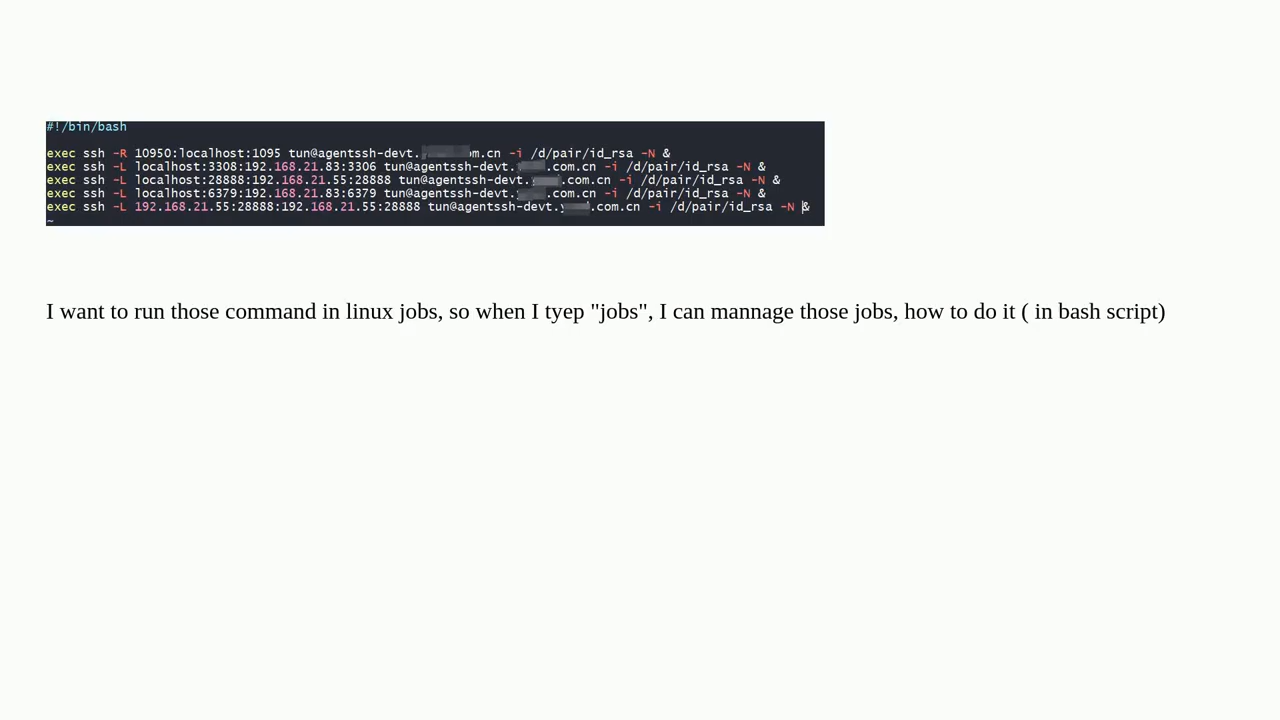 #!/bin/bash
exec ssh -R 10950:localhost:1095 tun@agentssh-devt. om.cn -i /d/pair/id_rsa -N &
exec ssh -L localhost:3308:192.168.21.83:3306 tun@agentssh-devt. .com.cn -i /d/pair/id_rsa -N &
exec ssh -L localhost:28888:192.168.21.55:28888 tun@agentssh-devt. .com.cn -i /d/pair/id_rsa -N &
exec ssh -L localhost:6379:192.168.21.83:6379 tun@agentssh-devt. .com.cn -i /d/pair/id_rsa -N &
exec ssh -L 192.168.21.55:28888:192.168.21.55:28888 tun@agentssh-devt. .com.cn -i /d/pair/id_rsa -N &
~
I want to run those command in linux jobs, so when I tyep "jobs", I can mannage those jobs, how to do it ( in bash script)